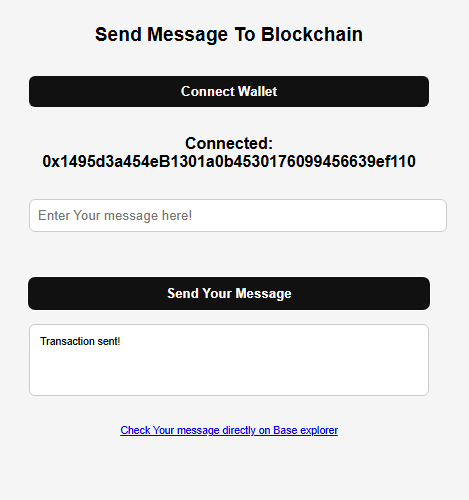 Send Message To Blockchain
Connect Wallet
Connected:
0x1495d3a454eB1301a0b4530176099456639ef110
Enter Your message here!
Send Your Message
Transaction sent!
Check Your message directly on Base explorer